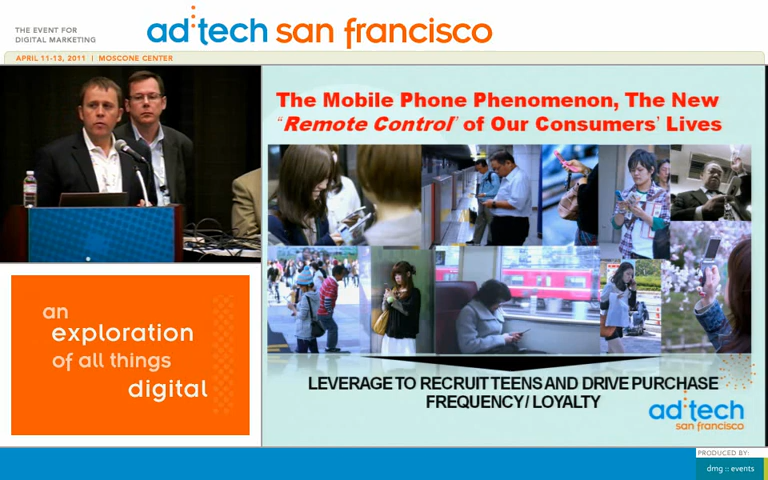 THE EVENT FOR
DIGITAL MARKETING
ad:tech san francisco
APRIL 11-13, 2011 | MOSCONE CENTER
The Mobile Phone Phenomenon, The New
“Remote Control” of Our Consumers’ Lives
an
exploration
of all things
digital
LEVERAGE TO RECRUIT TEENS AND DRIVE PURCHASE
FREQUENCY/ LOYALTY
ad:tech
san francisco
PRODUCED BY:
dmg :: events